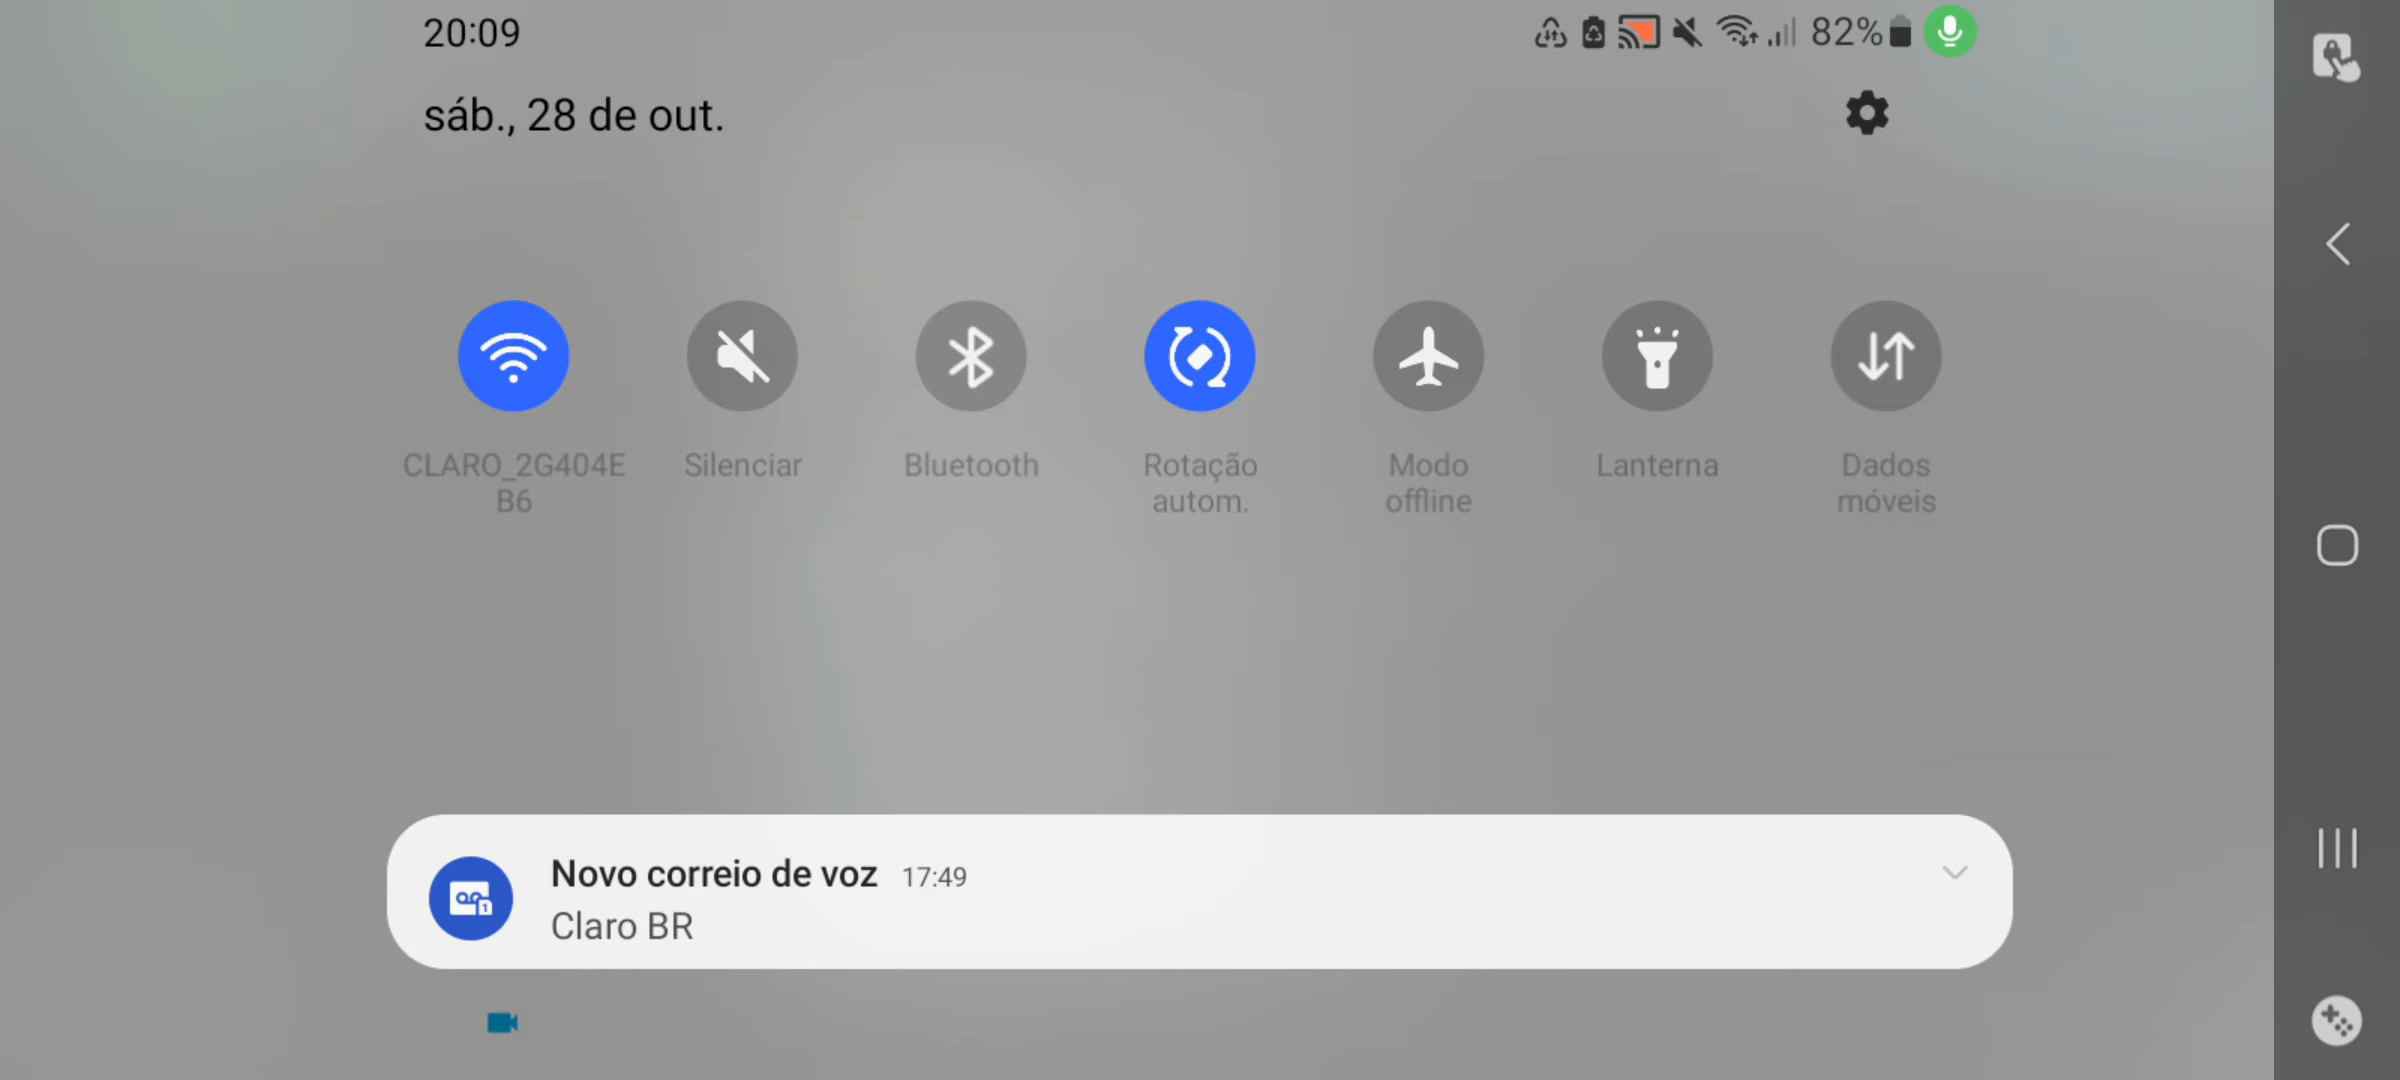 20:09
82%
sáb., 28 de out.
CLARO_2G404E
B6
Silenciar
Bluetooth
Rotação
autom.
Modo
offline
Lanterna
Dados
móveis
Novo correio de voz 17:49
Claro BR
1